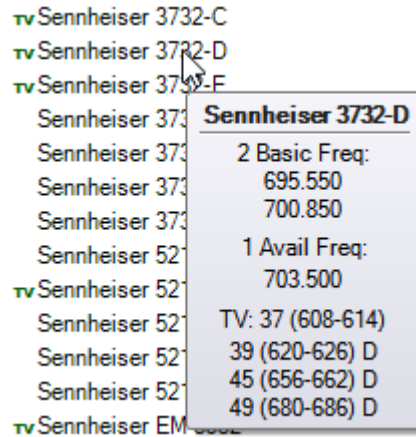 TV Sennheiser 3732-C
TV Sennheiser 3732-D
TV Sennheiser 3732-E
Sennheiser 373
Sennheiser 373
Sennheiser 373
Sennheiser 373
Sennheiser 521
TV Sennheiser 521
Sennheiser 521
Sennheiser 521
TV Sennheiser EM
Sennheiser 3732-D
2 Basic Freq:
695.550
700.850
1 Avail Freq:
703.500
TV: 37 (608-614)
39 (620-626) D
45 (656-662) D
49 (680-686) D